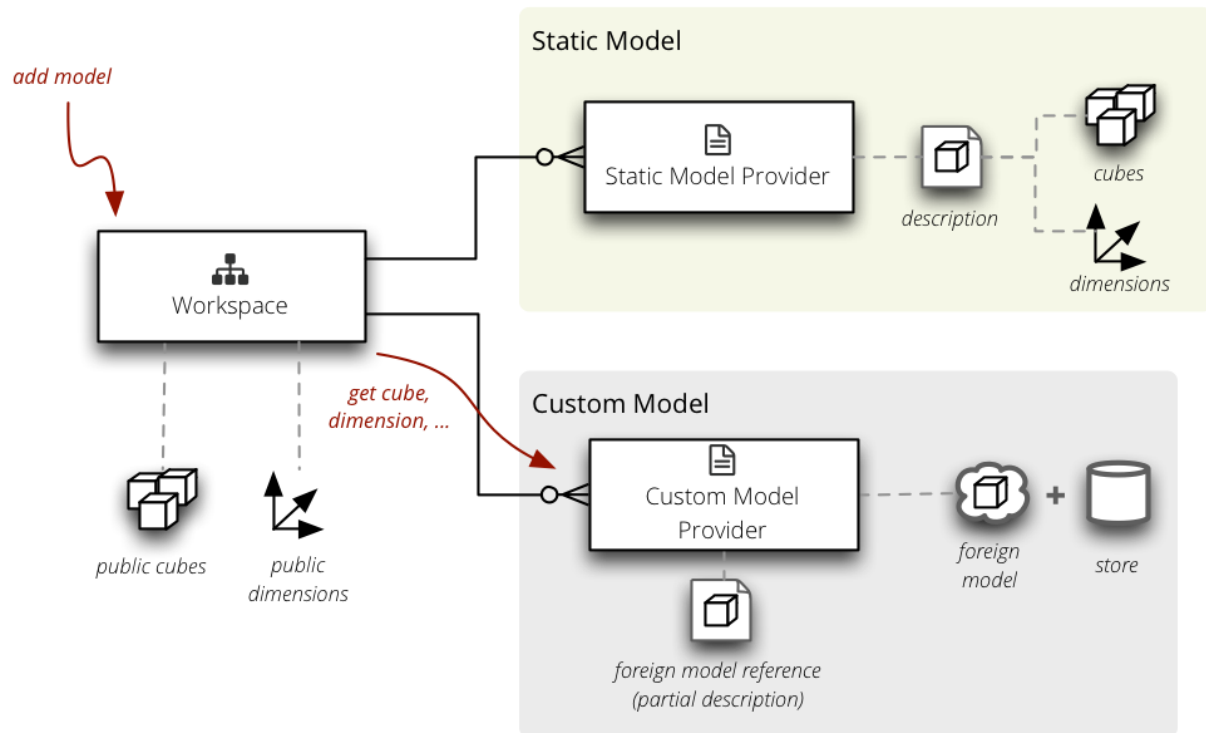 Static Model
add model
Static Model Provider
cubes
description
dimensions
Workspace
get cube,
dimension, ...
Custom Model
Custom Model
Provider
public cubes
public
dimensions
foreign
model
store
foreign model reference
(partial description)